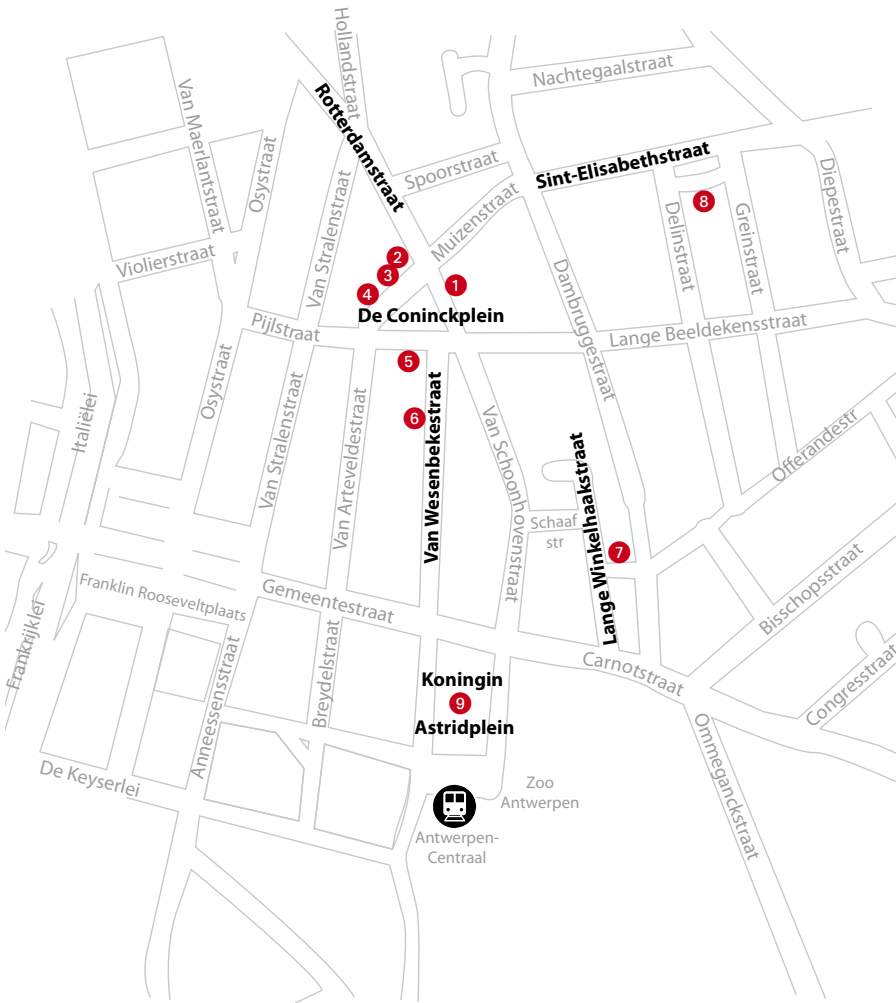 Hollandstraat
Nachtegaalstraat
Van Maerlantstraat
Rotterdamstraat
Osystraat
Spoorstraat
Sint-Elisabethstraat
Diepestraat
8
Delinstraat
Greinstraat
Muizenstraat
Van Stralenstraat
Violierstraat
2
3
1
4
De Coninckplein
Dambruggestraat
Pijlstraat
Lange Beeldekensstraat
5
Osystraat
Italiëlei
6
Van Stralenstraat
Van Arteveldestraat
Van Wesenbekestraat
Van Schoonhovenstraat
Offerandestr
Schaaf
str
Lange Winkelhaakstraat
7
Franklin Rooseveltplaats
Gemeentestraat
Bisschopsstraat
Frankrijklei
Carnotstraat
Koningin
9
Astridplein
Breydelstraat
Anneessensstraat
Congresstraat
De Keyserlei
Ommeganckstraat
Zoo
Antwerpen
Antwerpen-
Centraal